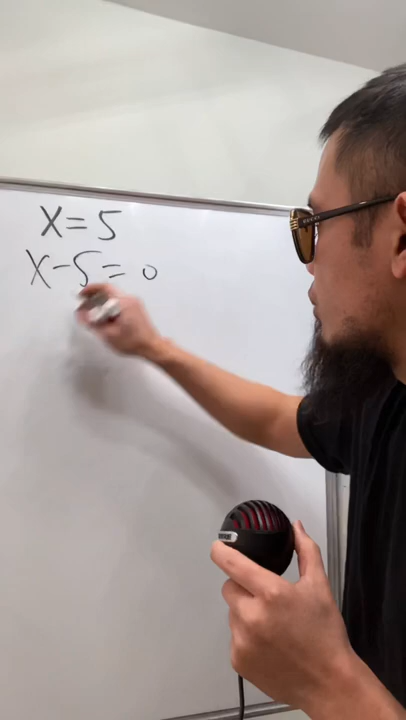 x = 5
x - 5 = 0